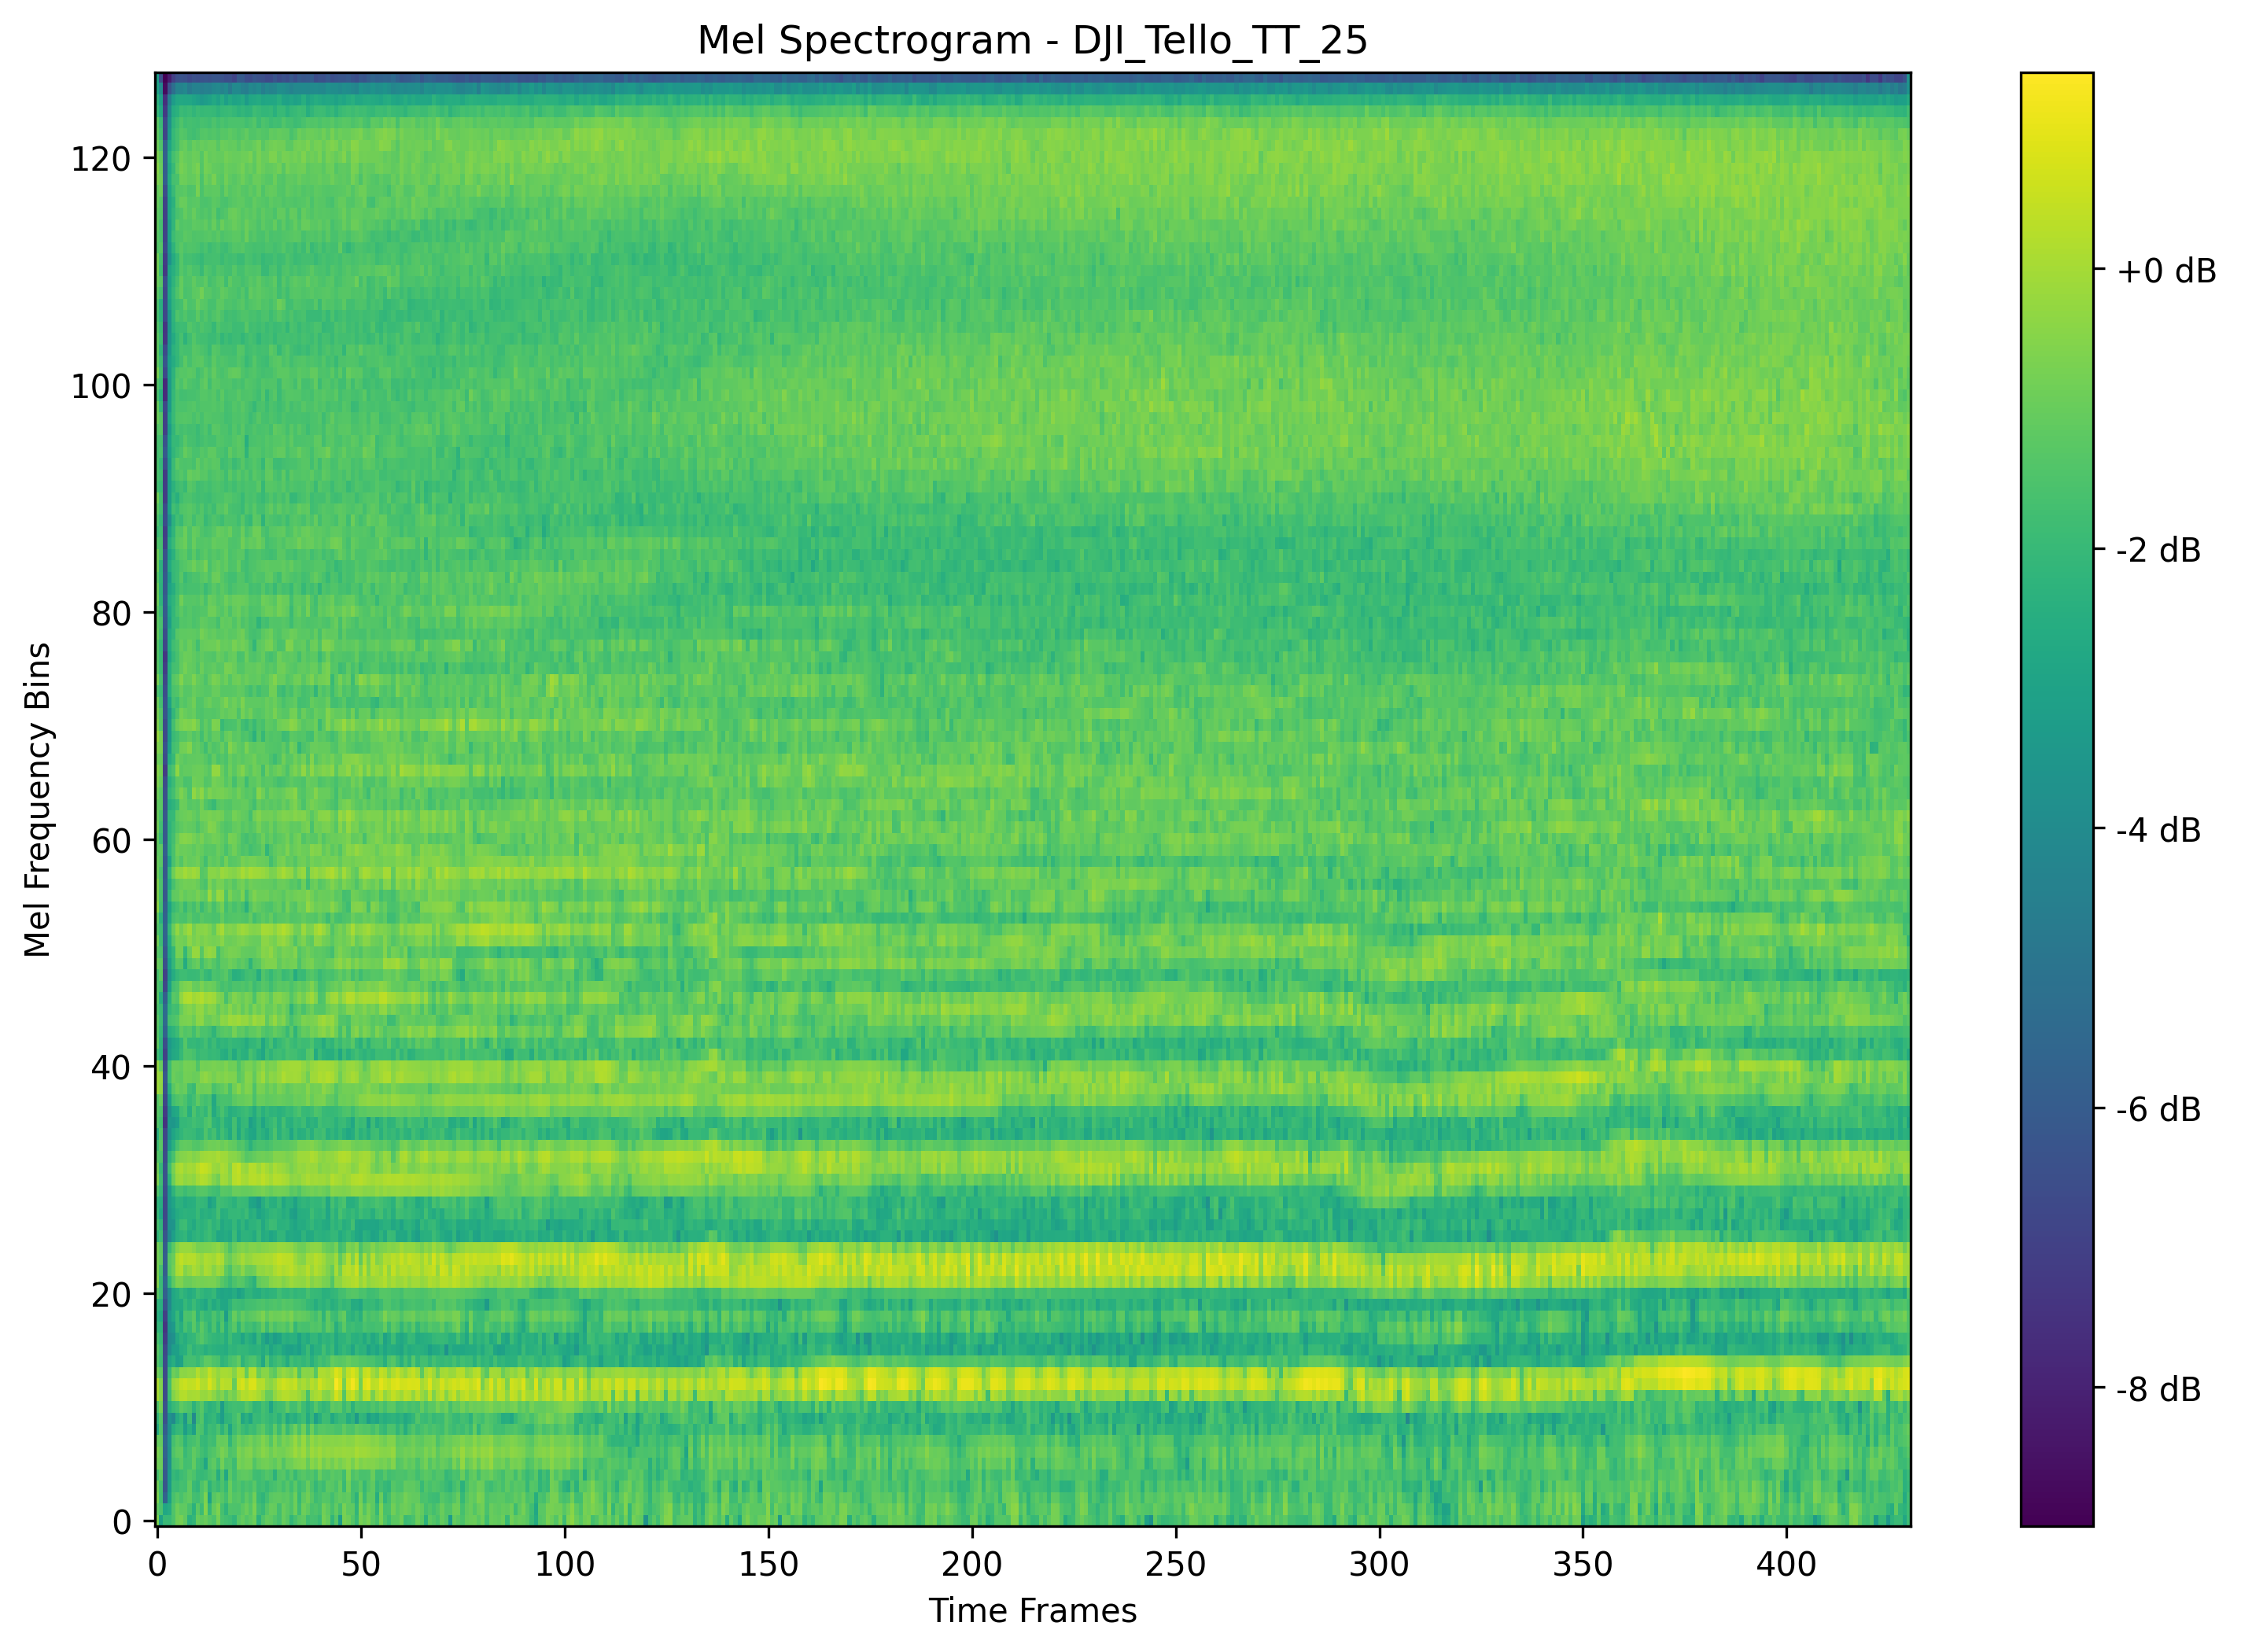 Mel Spectrogram - DJI_Tello_TT_25
120
100
80
60
40
20
0
Mel Frequency Bins
0 50 100 150 200 250 300 350 400
Time Frames
+0 dB
-2 dB
-4 dB
-6 dB
-8 dB